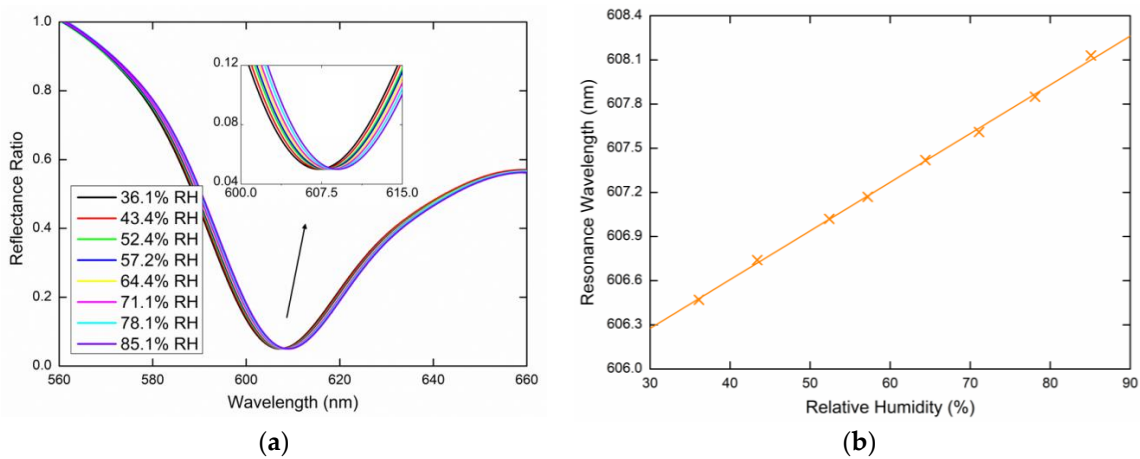 1.0
0.8
0.6
0.4
0.2
0.0
Reflectance Ratio
0.12
0.08
0.04
600.0 607.5 615.0
36.1% RH
43.4% RH
52.4% RH
57.2% RH
64.4% RH
71.1% RH
78.1% RH
85.1% RH
560 580 600 620 640 660
Wavelength (nm)
(a)
608.4
608.1
607.8
607.5
607.2
606.9
606.6
606.3
606.0
Resonance Wavelength (nm)
30 40 50 60 70 80 90
Relative Humidity (%)
(b)